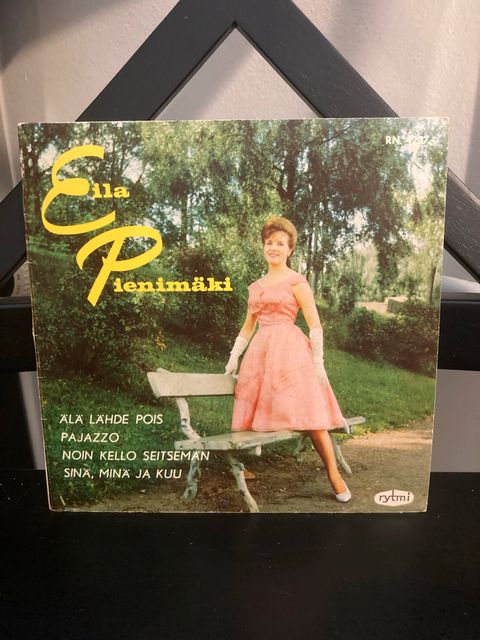 Eila
Pienimäki
ÄLÄ LÄHDE POIS
PAJAZZO
NOIN KELLO SEITSEMÄN
SINÄ, MINÄ JA KUU
rytmi